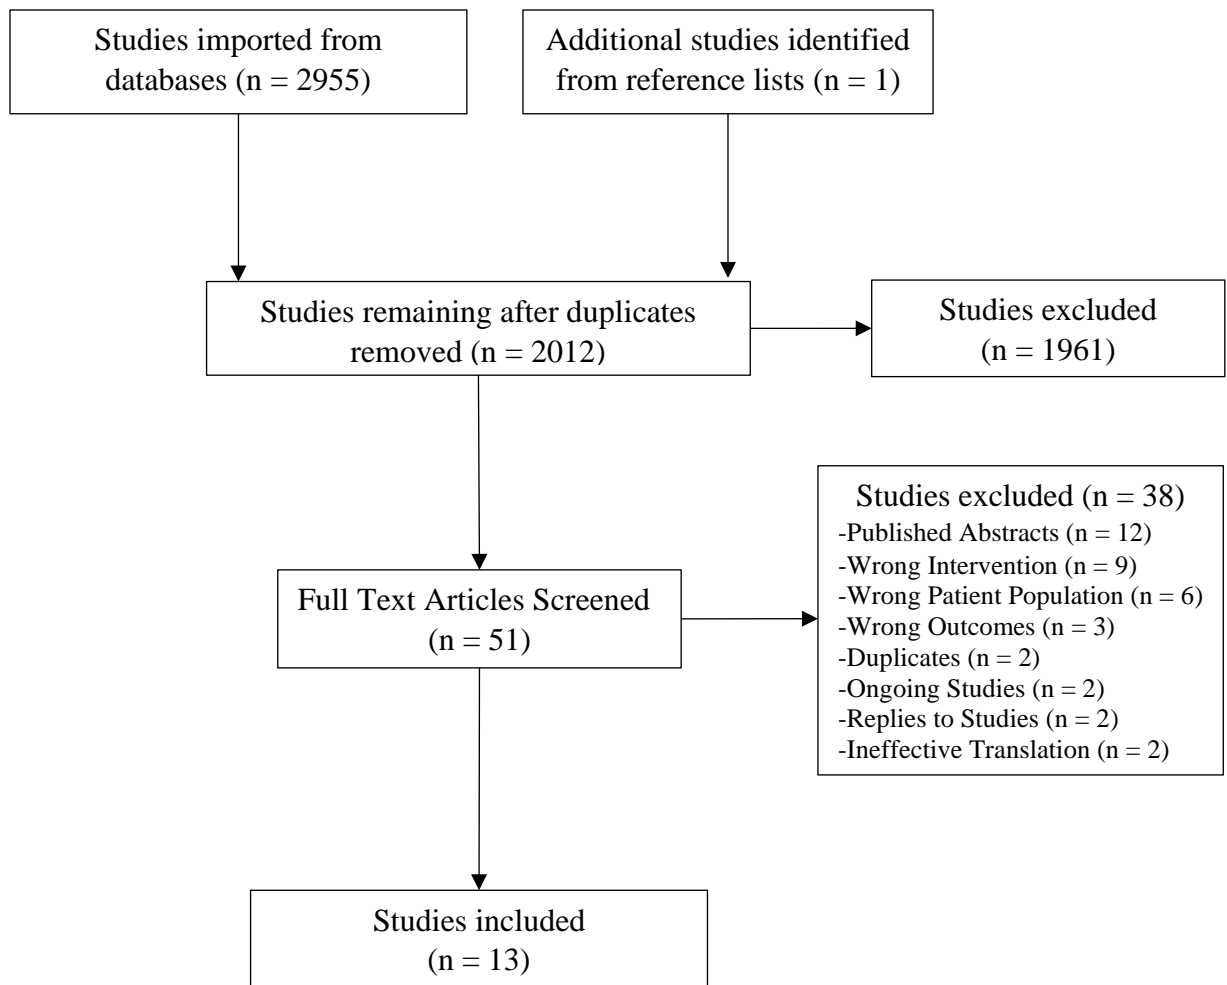 Studies imported from
databases (n = 2955)
Additional studies identified
from reference lists (n = 1)
Studies remaining after duplicates
removed (n = 2012)
Studies excluded
(n = 1961)
Full Text Articles Screened
(n = 51)
Studies excluded (n = 38)
-Published Abstracts (n = 12)
-Wrong Intervention (n = 9)
-Wrong Patient Population (n = 6)
-Wrong Outcomes (n = 3)
-Duplicates (n = 2)
-Ongoing Studies (n = 2)
-Replies to Studies (n = 2)
-Ineffective Translation (n = 2)
Studies included
(n = 13)